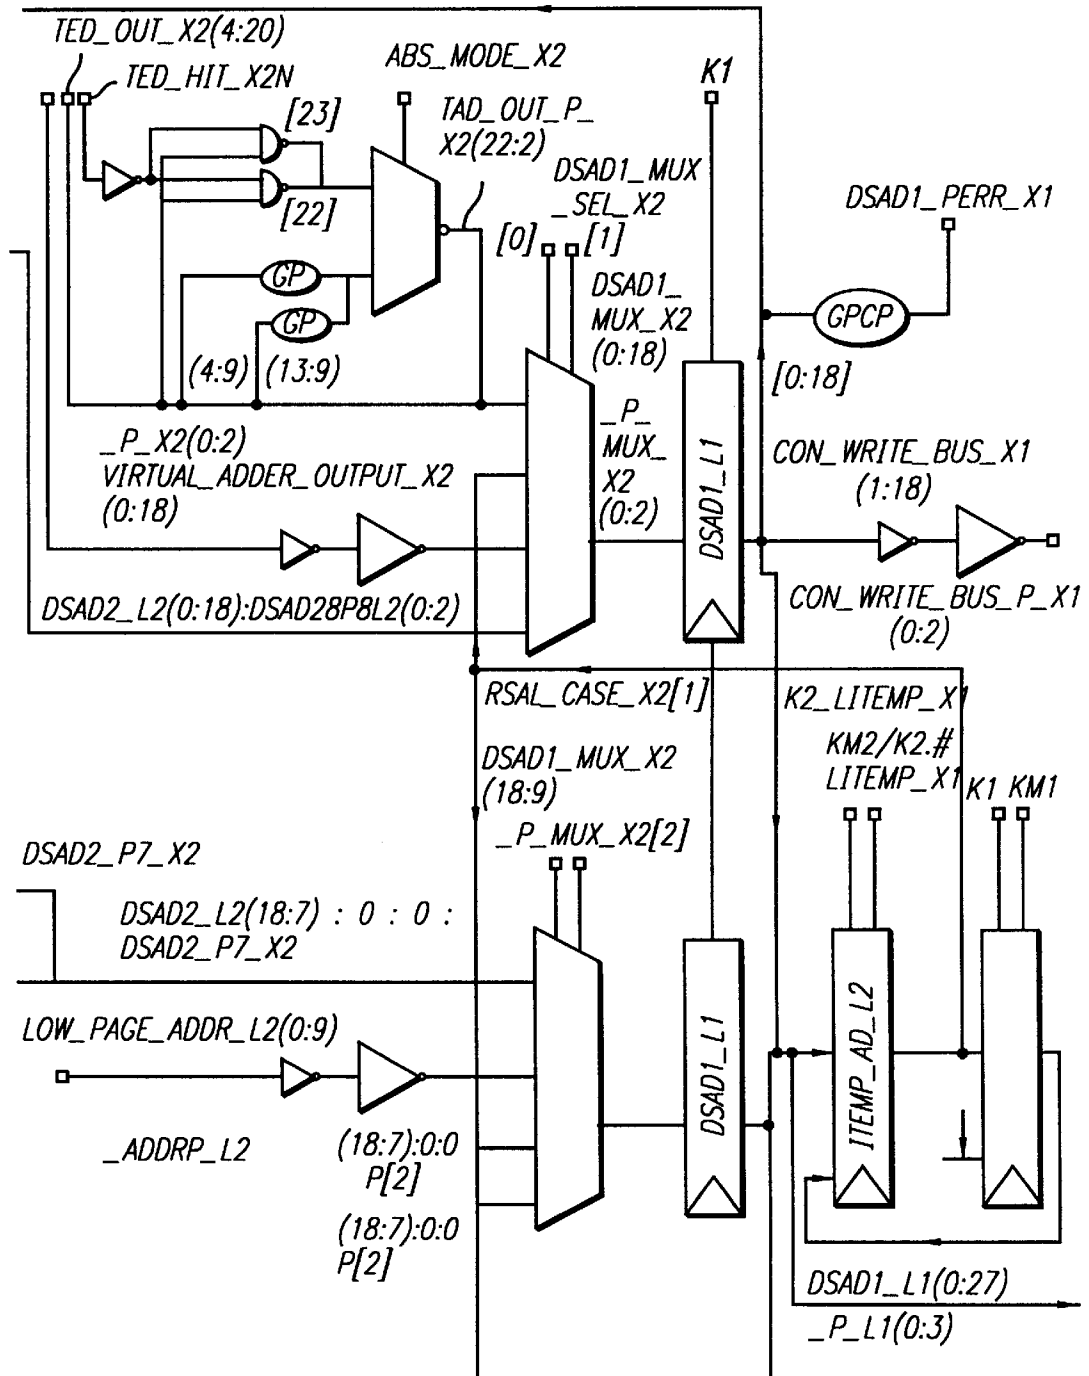 TED_OUT_X2(4:20)
TED_HIT_X2N
ABS_MODE_X2
K1
[23]
TAD_OUT_P_
X2(22:2)
DSAD1_MUX
_SEL_X2
DSAD1_PERR_X1
[22]
[0]
[1]
GP
DSAD1_
MUX_X2
(0:18)
GPCP
GP
(4:9)
(13:9)
[0:18]
_P_X2(0:2)
VIRTUAL_ADDER_OUTPUT_X2
(0:18)
_P_
MUX_
X2
(0:2)
DSAD1_L1
CON_WRITE_BUS_X1
(1:18)
DSAD2_L2(0:18):DSAD28P8L2(0:2)
CON_WRITE_BUS_P_X1
(0:2)
RSAL_CASE_X2[1]
K2_LITEMP_X1
DSAD1_MUX_X2
(18:9)
KM2/K2.#
LITEMP_X1
K1 KM1
_P_MUX_X2[2]
DSAD2_P7_X2
DSAD2_L2(18:7) : 0 : 0 :
DSAD2_P7_X2
LOW_PAGE_ADDR_L2(0:9)
DSAD1_L1
ITEMP_AD_L2
_ADDRP_L2
(18:7):0:0
P[2]
(18:7):0:0
P[2]
DSAD1_L1(0:27)
_P_L1(0:3)